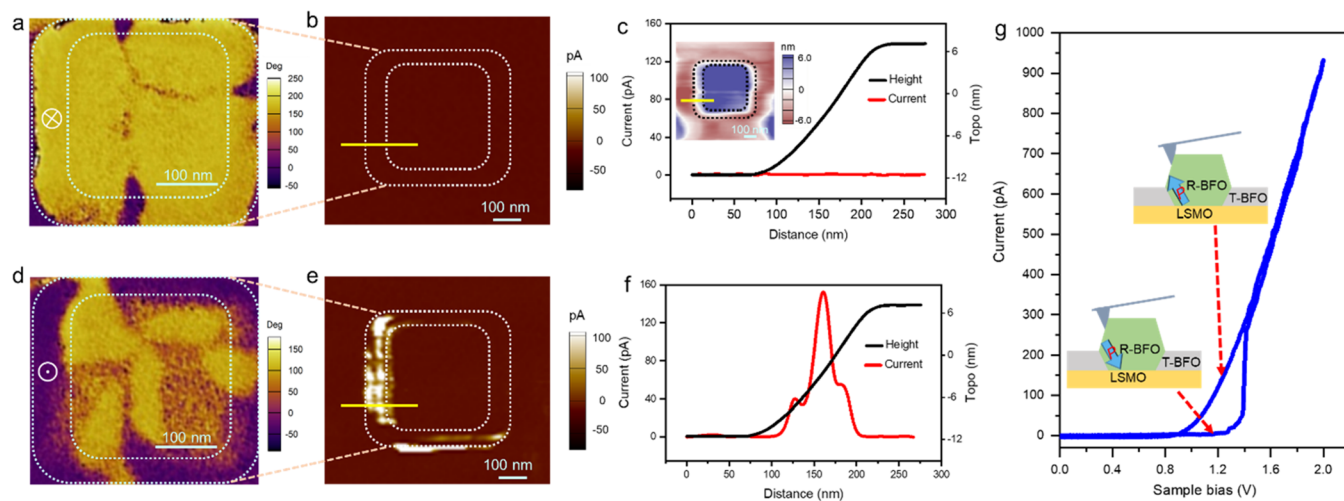 a
Deg
250
200
150
100
50
0
-50
100 nm
b
pA
100
50
0
-50
100 nm
c
Current (pA)
160
120
80
40
0
nm
6.0
0
-6.0
100 nm
Height
Current
6
0
-6
-12
Topo (nm)
0 50 100 150 200 250 300
Distance (nm)
d
Deg
150
100
50
0
-50
100 nm
e
pA
100
50
0
-50
100 nm
f
Current (pA)
160
120
80
40
0
Height
Current
6
0
-6
-12
Topo (nm)
0 50 100 150 200 250 300
Distance (nm)
g
Current (pA)
1000
900
800
700
600
500
400
300
200
100
0
P
R-BFO
T-BFO
LSMO
P
R-BFO
T-BFO
LSMO
0.0 0.4 0.8 1.2 1.6 2.0
Sample bias (V)